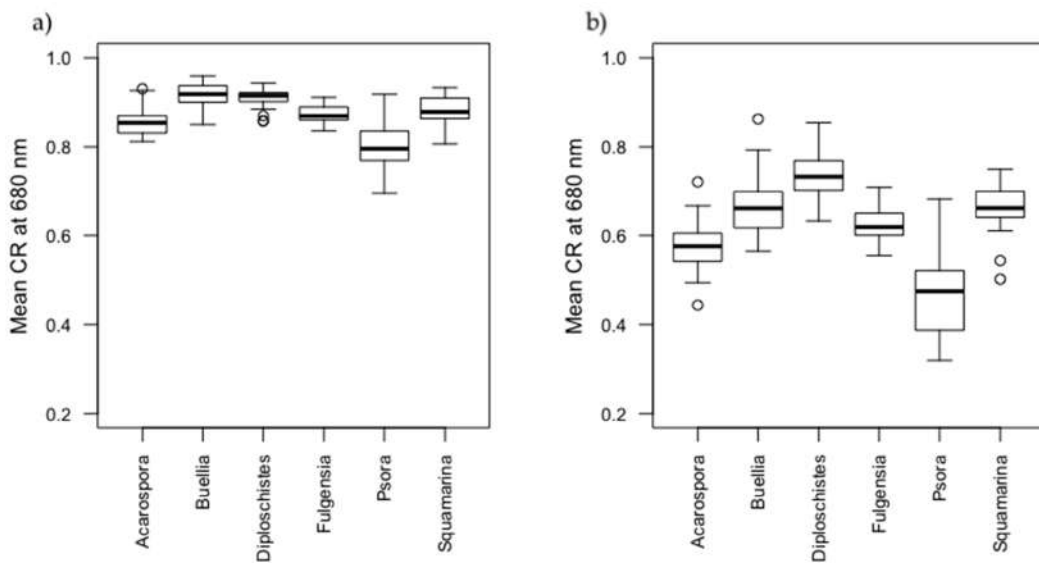 a)
Mean CR at 680 nm
1.0
0.8
0.6
0.4
0.2
Acarospora
Buellia
Diploschistes
Fulgensia
Psora
Squamarina
b)
Mean CR at 680 nm
1.0
0.8
0.6
0.4
0.2
Acarospora
Buellia
Diploschistes
Fulgensia
Psora
Squamarina